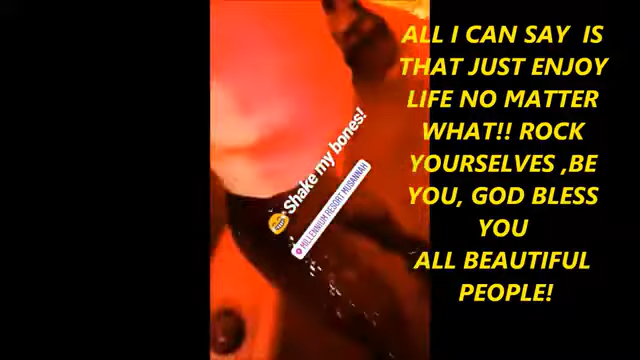 ALL I CAN SAY IS
THAT JUST ENJOY
LIFE NO MATTER
WHAT!! ROCK
YOURSELVES ,BE
YOU, GOD BLESS
YOU
ALL BEAUTIFUL
PEOPLE!
😂Shake my bones!
MILLENNIUM RESORT MUSANNAH